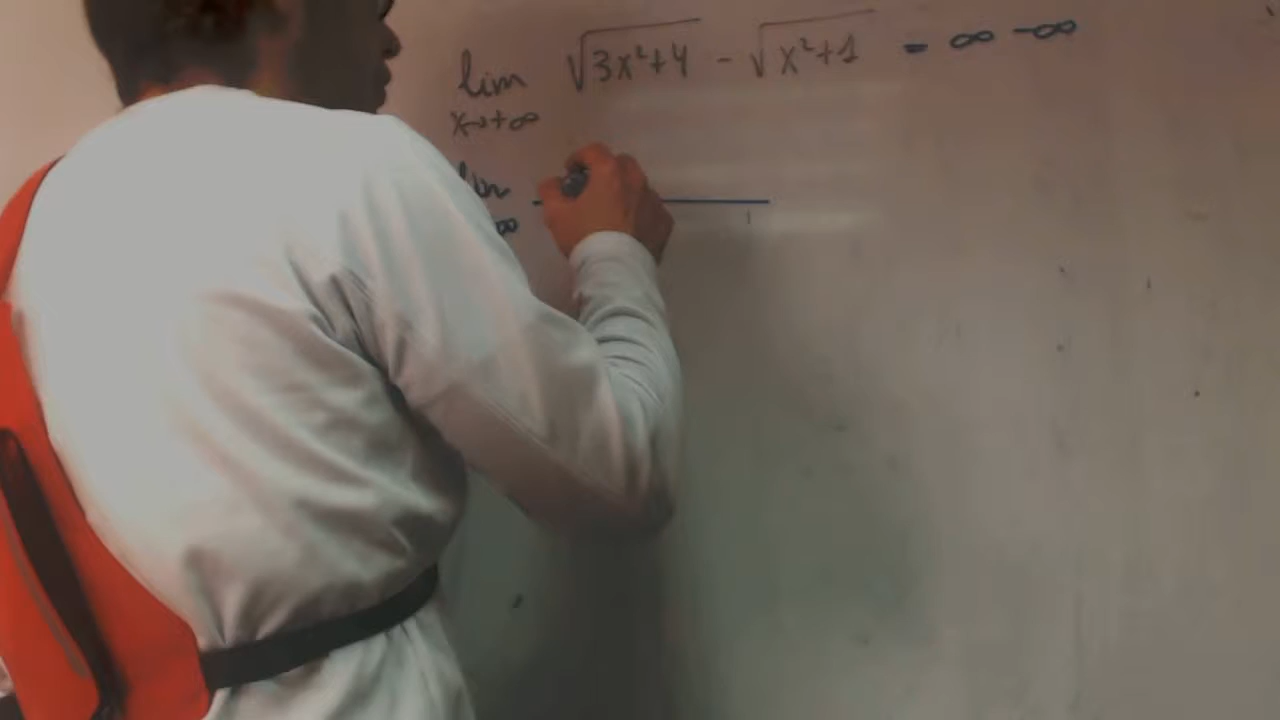 lim √3x²+4 - √x²+1 = ∞ -∞
x→+∞
lim
∞